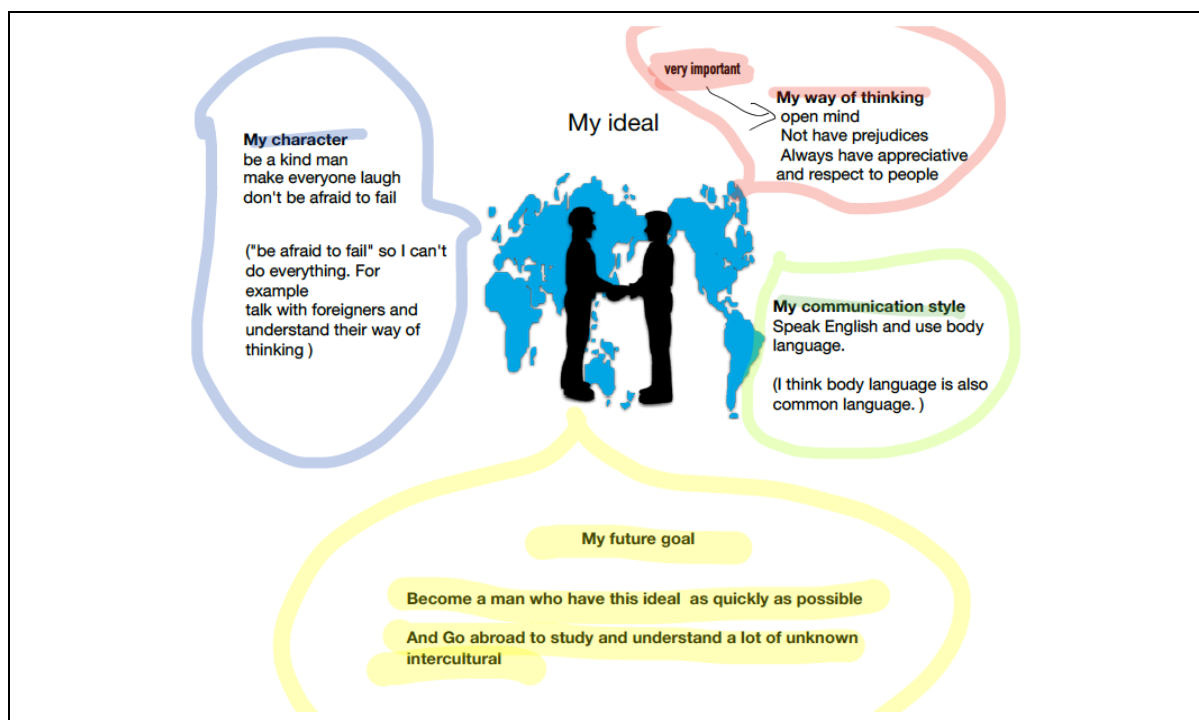 My ideal
My character
be a kind man
make everyone laugh
don't be afraid to fail
("be afraid to fail" so I can't
do everything. For
example
talk with foreigners and
understand their way of
thinking )
very important
My way of thinking
open mind
Not have prejudices
Always have appreciative
and respect to people
My communication style
Speak English and use body
language.
(I think body language is also
common language. )
My future goal
Become a man who have this ideal as quickly as possible
And Go abroad to study and understand a lot of unknown
intercultural